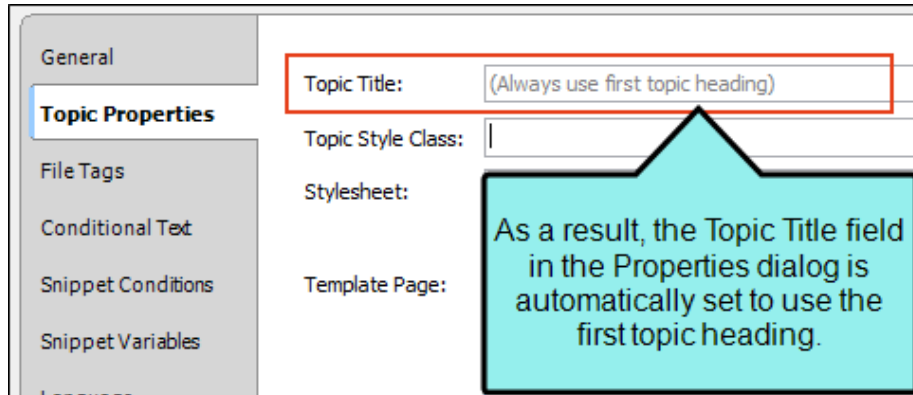 General
Topic Properties
File Tags
Conditional Text
Snippet Conditions
Snippet Variables
Language
Topic Title: (Always use first topic heading)
Topic Style Class:
Stylesheet:
Template Page:
As a result, the Topic Title field
in the Properties dialog is
automatically set to use the
first topic heading.